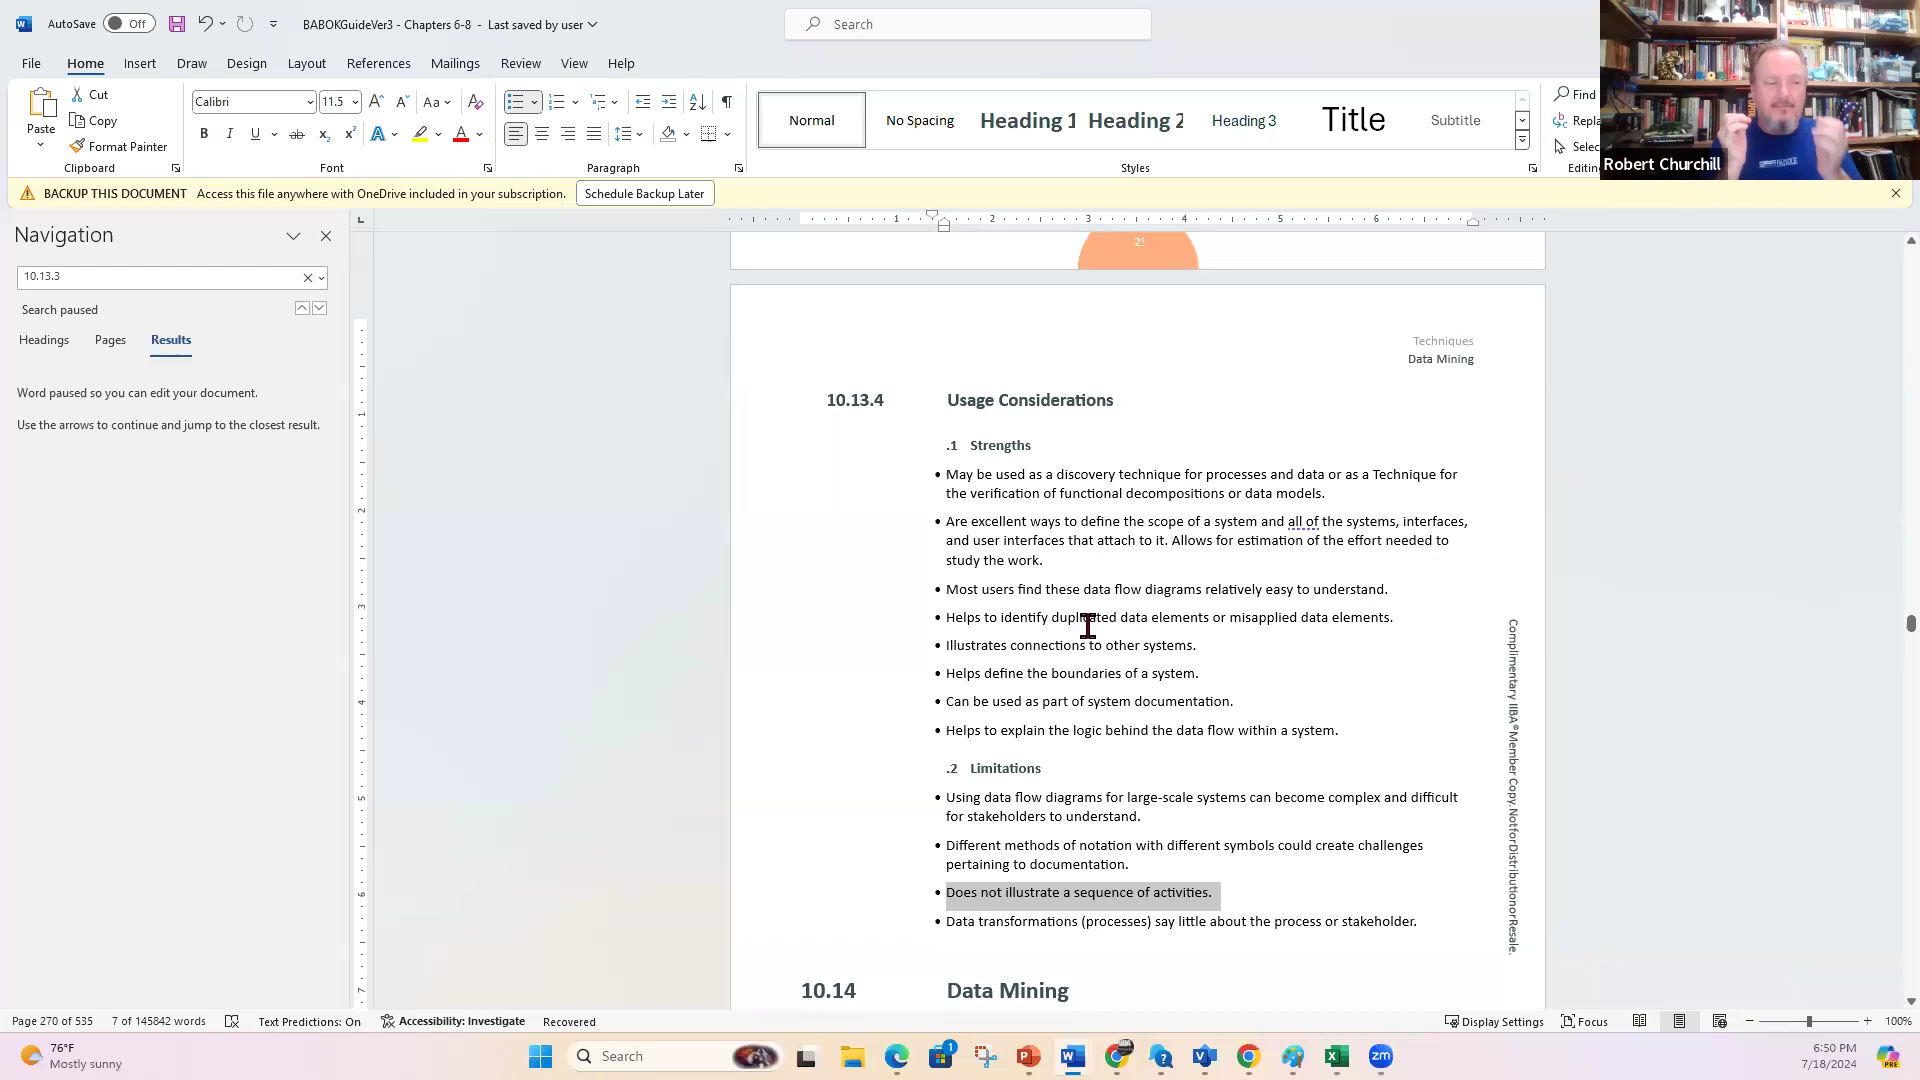 AutoSave Off
BABOKGuideVer3 - Chapters 6-8 - Last saved by user
Search
File Home Insert Draw Design Layout References Mailings Review View Help
Paste
Cut
Copy
Format Painter
Clipboard
Calibri 11.5
Font
Paragraph
Normal No Spacing Heading 1 Heading 2 Heading 3 Title Subtitle
Styles
Find
Editing
Robert Churchill
BACKUP THIS DOCUMENT Access this file anywhere with OneDrive included in your subscription. Schedule Backup Later
Navigation
10.13.3
Search paused
Headings Pages Results
Word paused so you can edit your document.
Use the arrows to continue and jump to the closest result.
1 2 3 4 5 6
Techniques
Data Mining
10.13.4 Usage Considerations
.1 Strengths
• May be used as a discovery technique for processes and data or as a Technique for
the verification of functional decompositions or data models.
• Are excellent ways to define the scope of a system and all of the systems, interfaces,
and user interfaces that attach to it. Allows for estimation of the effort needed to
study the work.
• Most users find these data flow diagrams relatively easy to understand.
• Helps to identify duplicated data elements or misapplied data elements.
• Illustrates connections to other systems.
• Helps define the boundaries of a system.
• Can be used as part of system documentation.
• Helps to explain the logic behind the data flow within a system.
.2 Limitations
• Using data flow diagrams for large-scale systems can become complex and difficult
for stakeholders to understand.
• Different methods of notation with different symbols could create challenges
pertaining to documentation.
• Does not illustrate a sequence of activities.
• Data transformations (processes) say little about the process or stakeholder.
10.14 Data Mining
Complimentary IIBA® Member Copy. NotforDistributionorResale.
Page 270 of 535 7 of 145842 words Text Predictions: On Accessibility: Investigate Recovered
Display Settings Focus 100%
76°F
Mostly sunny
Search
6:50 PM
7/18/2024